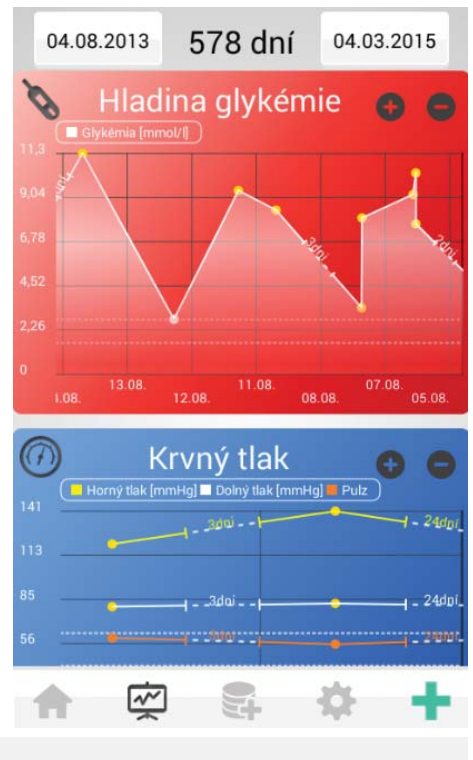 04.08.2013 578 dní 04.03.2015
Hladina glykémie
Glykémia [mmol/l]
11,3
9,04
6,78
4,52
2,26
0
3dni
2dni
13.08. 11.08. 07.08.
12.08. 08.08. 05.08.
Krvný tlak
Horný tlak [mmHg] Dolný tlak [mmHg] Pulz
141
113
85
56
3dni 24dní
3dni 24dní